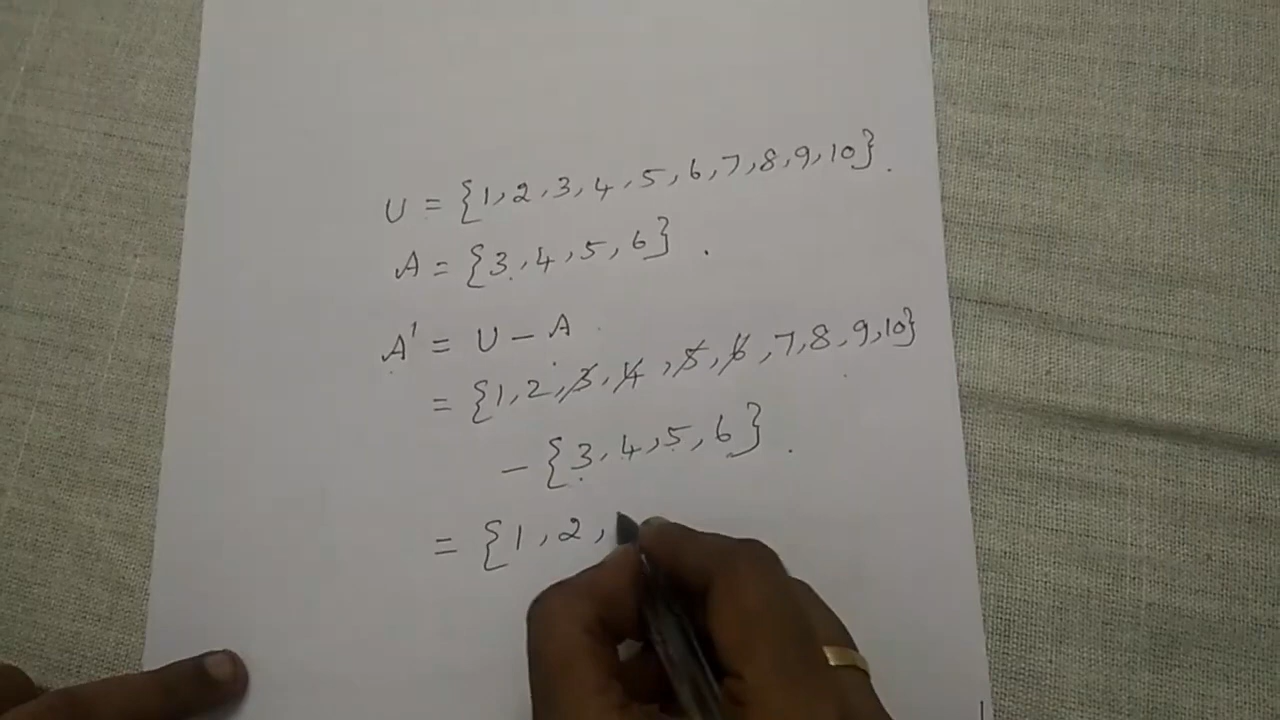 U = {1, 2, 3, 4, 5, 6, 7, 8, 9, 10}.
A = {3, 4, 5, 6}.
A' = U - A
= {1, 2, 3, 4, 5, 6, 7, 8, 9, 10}
- {3, 4, 5, 6}.
= {1, 2,